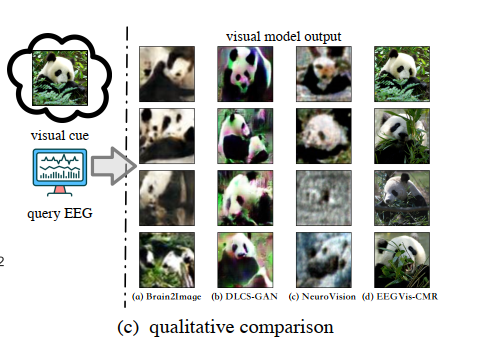 visual model output
visual cue
query EEG
2
(a) Brain2Image (b) DLCS-GAN (c) NeuroVision (d) EEGVis-CMR
(c) qualitative comparison